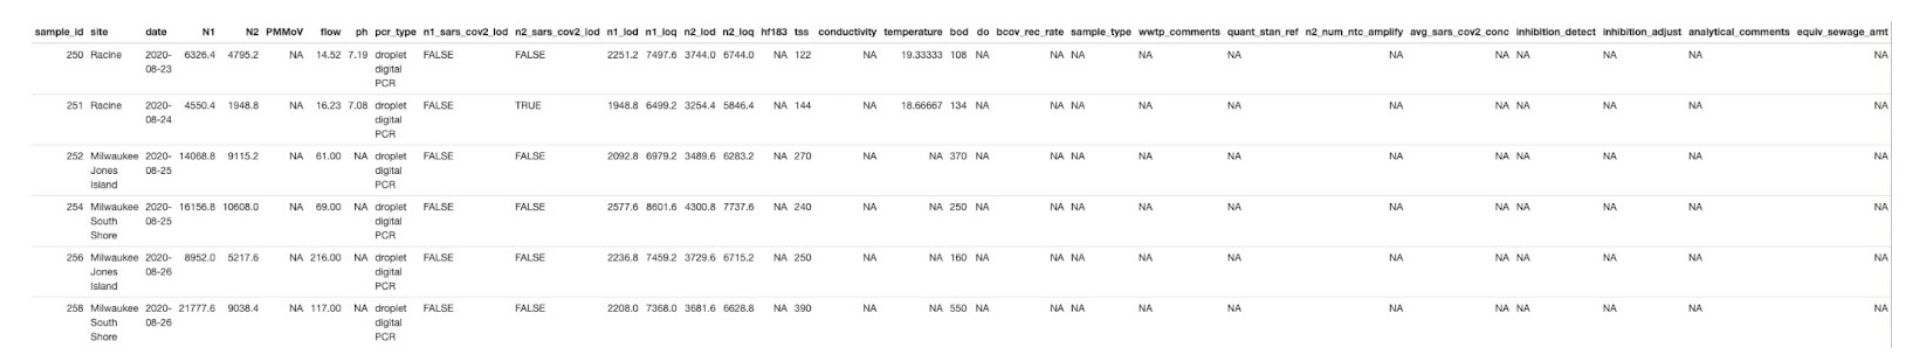 sample_id site date N1 N2 PMMoV flow ph pcr_type n1_sars_cov2_lod n2_sars_cov2_lod n1_lod n1_loq n2_lod n2_loq hf183 tss conductivity temperature bod do bcov_rec_rate sample_type wwtp_comments quant_stan_ref n2_num_ntc_amplify avg_sars_cov2_conc inhibition_detect inhibition_adjust analytical_comments equiv_sewage_amt
250 Racine 2020- 6326.4 4795.2 NA 14.52 7.19 droplet FALSE FALSE 2251.2 7497.6 3744.0 6744.0 NA 122 NA 19.33333 108 NA NA NA NA NA NA NA NA NA NA NA
08-23 digital
PCR
251 Racine 2020- 4550.4 1948.8 NA 16.23 7.08 droplet FALSE TRUE 1948.8 6499.2 3254.4 5846.4 NA 144 NA 18.66667 134 NA NA NA NA NA NA NA NA NA NA NA
08-24 digital
PCR
252 Milwaukee 2020- 14068.8 9115.2 NA 61.00 NA droplet FALSE FALSE 2092.8 6979.2 3489.6 6283.2 NA 270 NA NA 370 NA NA NA NA NA NA NA NA NA NA NA
Jones 08-25 digital
Island PCR
254 Milwaukee 2020- 16156.8 10608.0 NA 69.00 NA droplet FALSE FALSE 2577.6 8601.6 4300.8 7737.6 NA 240 NA NA 250 NA NA NA NA NA NA NA NA NA NA NA
South 08-25 digital
Shore PCR
256 Milwaukee 2020- 8952.0 5217.6 NA 216.00 NA droplet FALSE FALSE 2236.8 7459.2 3729.6 6715.2 NA 250 NA NA 160 NA NA NA NA NA NA NA NA NA NA NA
Jones 08-26 digital
Island PCR
258 Milwaukee 2020- 21777.6 9038.4 NA 117.00 NA droplet FALSE FALSE 2208.0 7368.0 3681.6 6628.8 NA 390 NA NA 550 NA NA NA NA NA NA NA NA NA NA NA
South 08-26 digital
Shore PCR